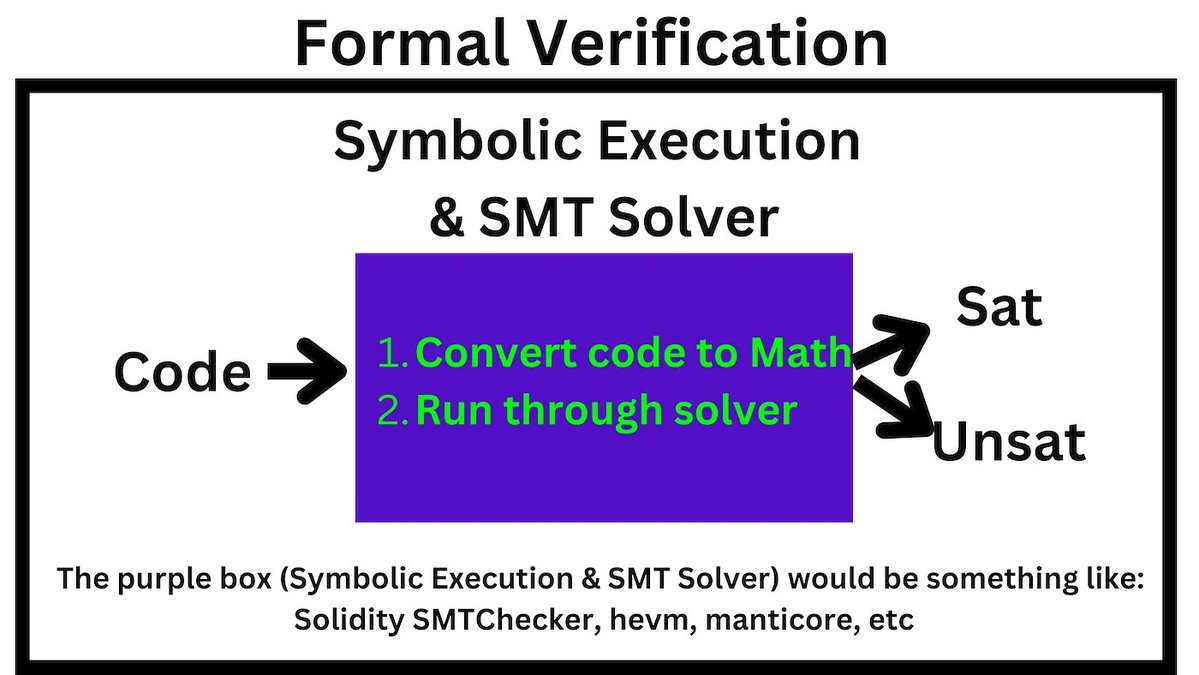 Formal Verification
Symbolic Execution
& SMT Solver
Code
1. Convert code to Math
2. Run through solver
Sat
Unsat
The purple box (Symbolic Execution & SMT Solver) would be something like:
Solidity SMTChecker, hevm, manticore, etc